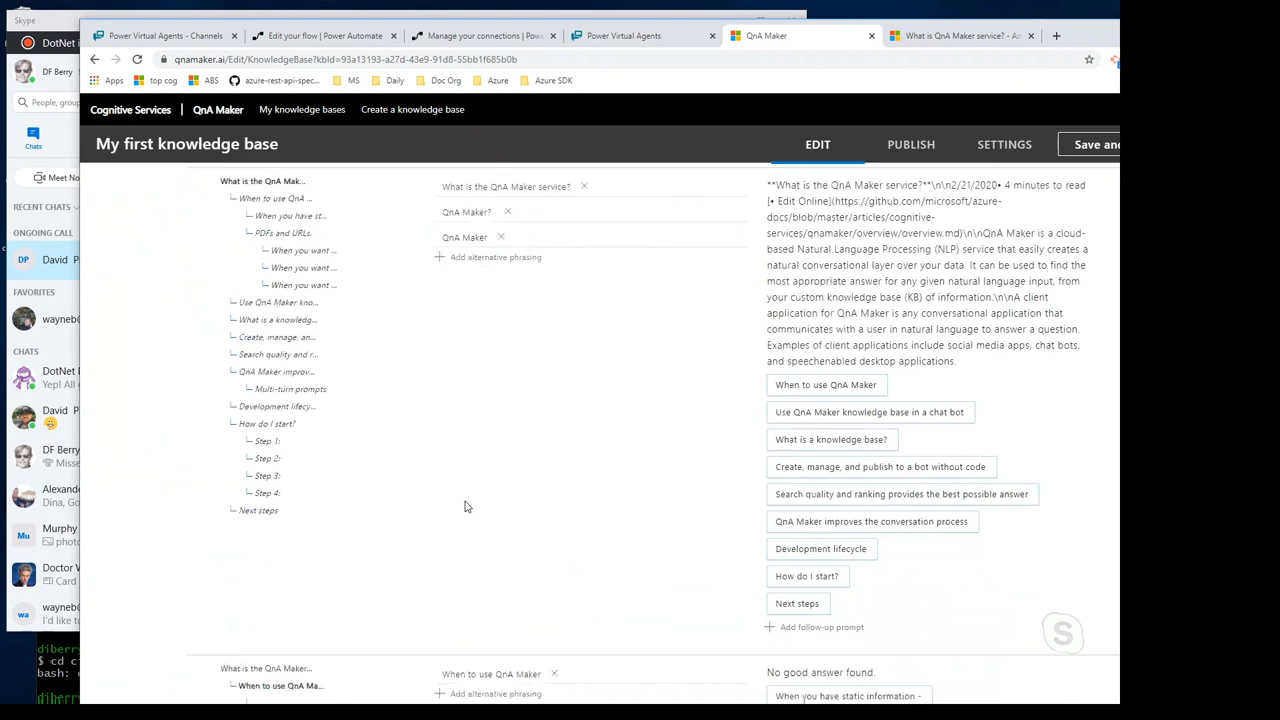 Skype
Power Virtual Agents - Channels
Edit your flow | Power Automate
Manage your connections | Powe
Power Virtual Agents
QnA Maker
What is QnA Maker service? - Az
DotNet i
qnamaker.ai/Edit/KnowledgeBase?kbId=93a13193-a27d-43e9-91d8-55bb1f685b0b
DF Berry
Apps
top cog
ABS
azure-rest-api-spec...
MS
Daily
Doc Org
Azure
Azure SDK
People, group
Cognitive Services
QnA Maker
My knowledge bases
Create a knowledge base
Chats
My first knowledge base
EDIT
PUBLISH
SETTINGS
Save and
Meet No
RECENT CHATS
ONGOING CALL
DP
David P
FAVORITES
wayneb@
CHATS
DotNet I
Yep! All c
David P
DF Berry
Misse
Alexande
Dina, Go
Mu
Murphy
photo
Doctor W
Card
wa
wayneb@
I'd like to
diberry
$ cd c
bash: c
diberry
What is the QnA Mak...
When to use QnA ...
When you have st...
PDFs and URLs.
When you want ...
When you want ...
When you want ...
Use QnA Maker kno...
What is a knowledg...
Create, manage, an...
Search quality and r...
QnA Maker improv...
Multi-turn prompts
Development lifecy...
How do I start?
Step 1:
Step 2:
Step 3:
Step 4:
Next steps
What is the QnA Maker service?
QnA Maker?
QnA Maker
Add alternative phrasing
**What is the QnA Maker service?**\n\n2/21/2020• 4 minutes to read
[• Edit Online](https://github.com/microsoft/azure-
docs/blob/master/articles/cognitive-
services/qnamaker/overview/overview.md)\n\nQnA Maker is a cloud-
based Natural Language Processing (NLP) service that easily creates a
natural conversational layer over your data. It can be used to find the
most appropriate answer for any given natural language input, from
your custom knowledge base (KB) of information.\n\nA client
application for QnA Maker is any conversational application that
communicates with a user in natural language to answer a question.
Examples of client applications include social media apps, chat bots,
and speechenabled desktop applications.
When to use QnA Maker
Use QnA Maker knowledge base in a chat bot
What is a knowledge base?
Create, manage, and publish to a bot without code
Search quality and ranking provides the best possible answer
QnA Maker improves the conversation process
Development lifecycle
How do I start?
Next steps
Add follow-up prompt
What is the QnA Maker...
When to use QnA Ma...
When to use QnA Maker
Add alternative phrasing
No good answer found.
When you have static information -